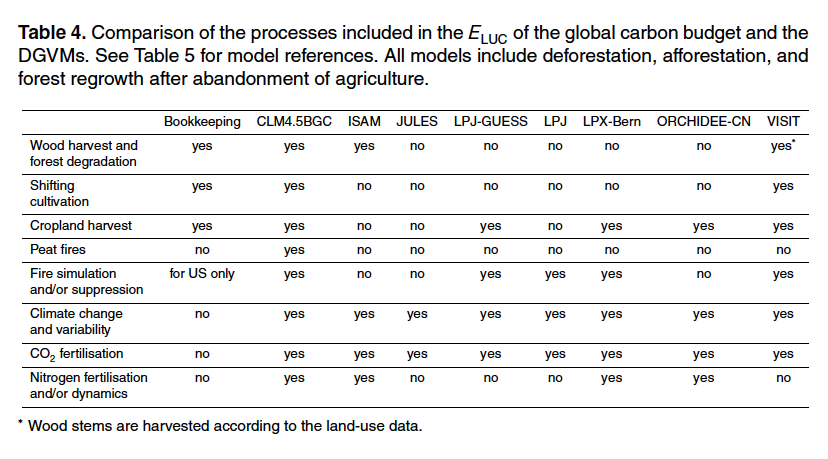 Table 4. Comparison of the processes included in the E_LUC of the global carbon budget and the
DGVMs. See Table 5 for model references. All models include deforestation, afforestation, and
forest regrowth after abandonment of agriculture.
Bookkeeping CLM4.5BGC ISAM JULES LPJ-GUESS LPJ LPX-Bern ORCHIDEE-CN VISIT
Wood harvest and yes yes yes no no no no no yes*
forest degradation
Shifting yes yes no no no no no no yes
cultivation
Cropland harvest yes yes no no yes no yes yes yes
Peat fires no yes no no no no no no no
Fire simulation for US only yes no no yes yes yes no yes
and/or suppression
Climate change no yes yes yes yes yes yes yes yes
and variability
CO₂ fertilisation no yes yes yes yes yes yes yes yes
Nitrogen fertilisation no yes yes no no no yes yes no
and/or dynamics
* Wood stems are harvested according to the land-use data.